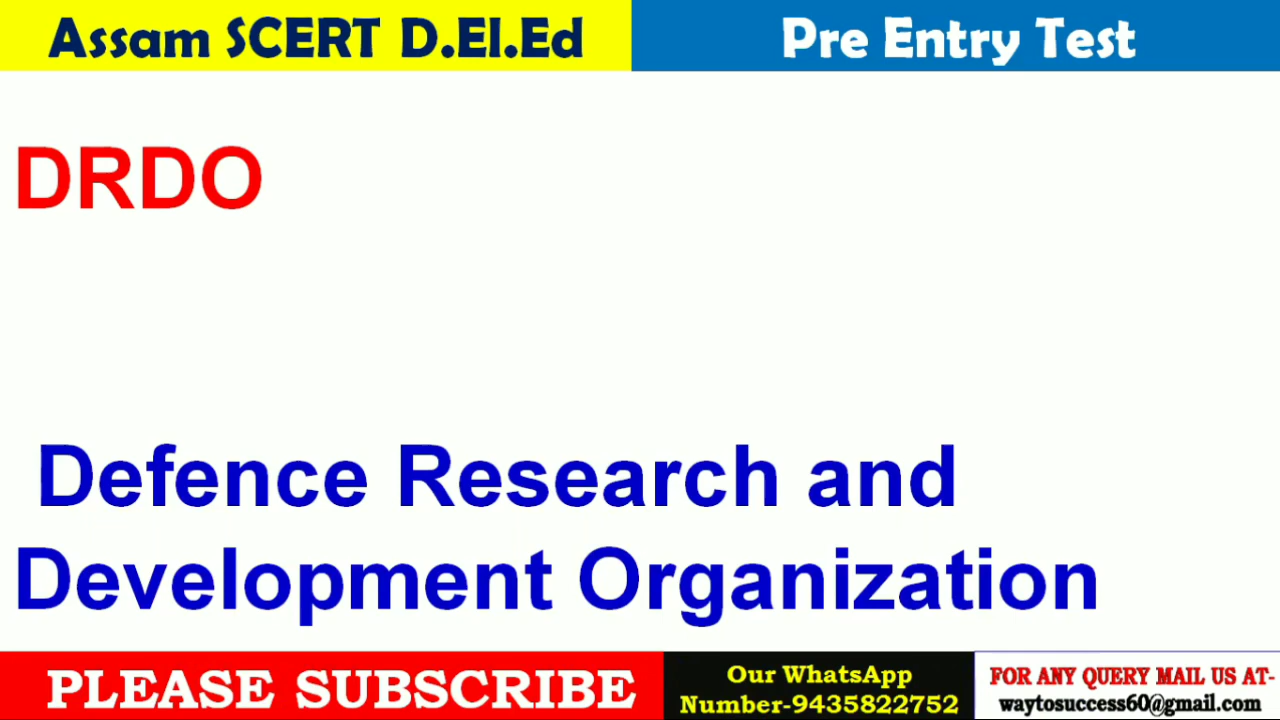 Assam SCERT D.El.Ed
Pre Entry Test
DRDO
Defence Research and
Development Organization
PLEASE SUBSCRIBE
Our WhatsApp
Number-9435822752
FOR ANY QUERY MAIL US AT-
waytosuccess60@gmail.com